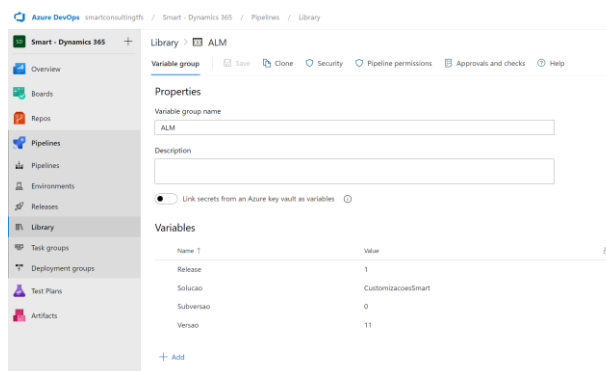 Azure DevOps smartconsultingtfs / Smart - Dynamics 365 / Pipelines / Library
SD Smart - Dynamics 365 +
Overview
Boards
Repos
Pipelines
Pipelines
Environments
Releases
Library
Task groups
Deployment groups
Test Plans
Artifacts
Library > ALM
Variable group Save Clone Security Pipeline permissions Approvals and checks Help
Properties
Variable group name
ALM
Description
Link secrets from an Azure key vault as variables
Variables
Name ↑ Value
Release 1
Solucao CustomizacoesSmart
Subversao 0
Versao 11
+ Add